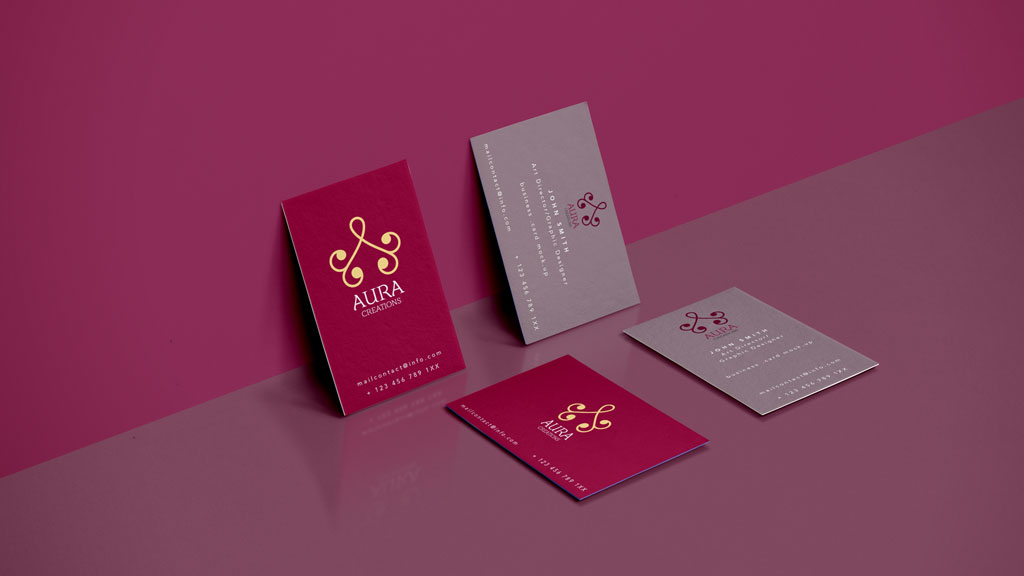 AURA
CREATIONS
mailcontact@info.com
+ 123 456 789 1XX
AURA
JOHN SMITH
Art Director/Graphic Designer
business card mock-up
mailcontact@info.com
+ 123 456 789 1XX
AURA
CREATIONS
mailcontact@info.com
+ 123 456 789 1XX
AURA
JOHN SMITH
Art Director/
Graphic Designer
business card mock-up
mailcontact@info.com
+ 123 456 789 1XX